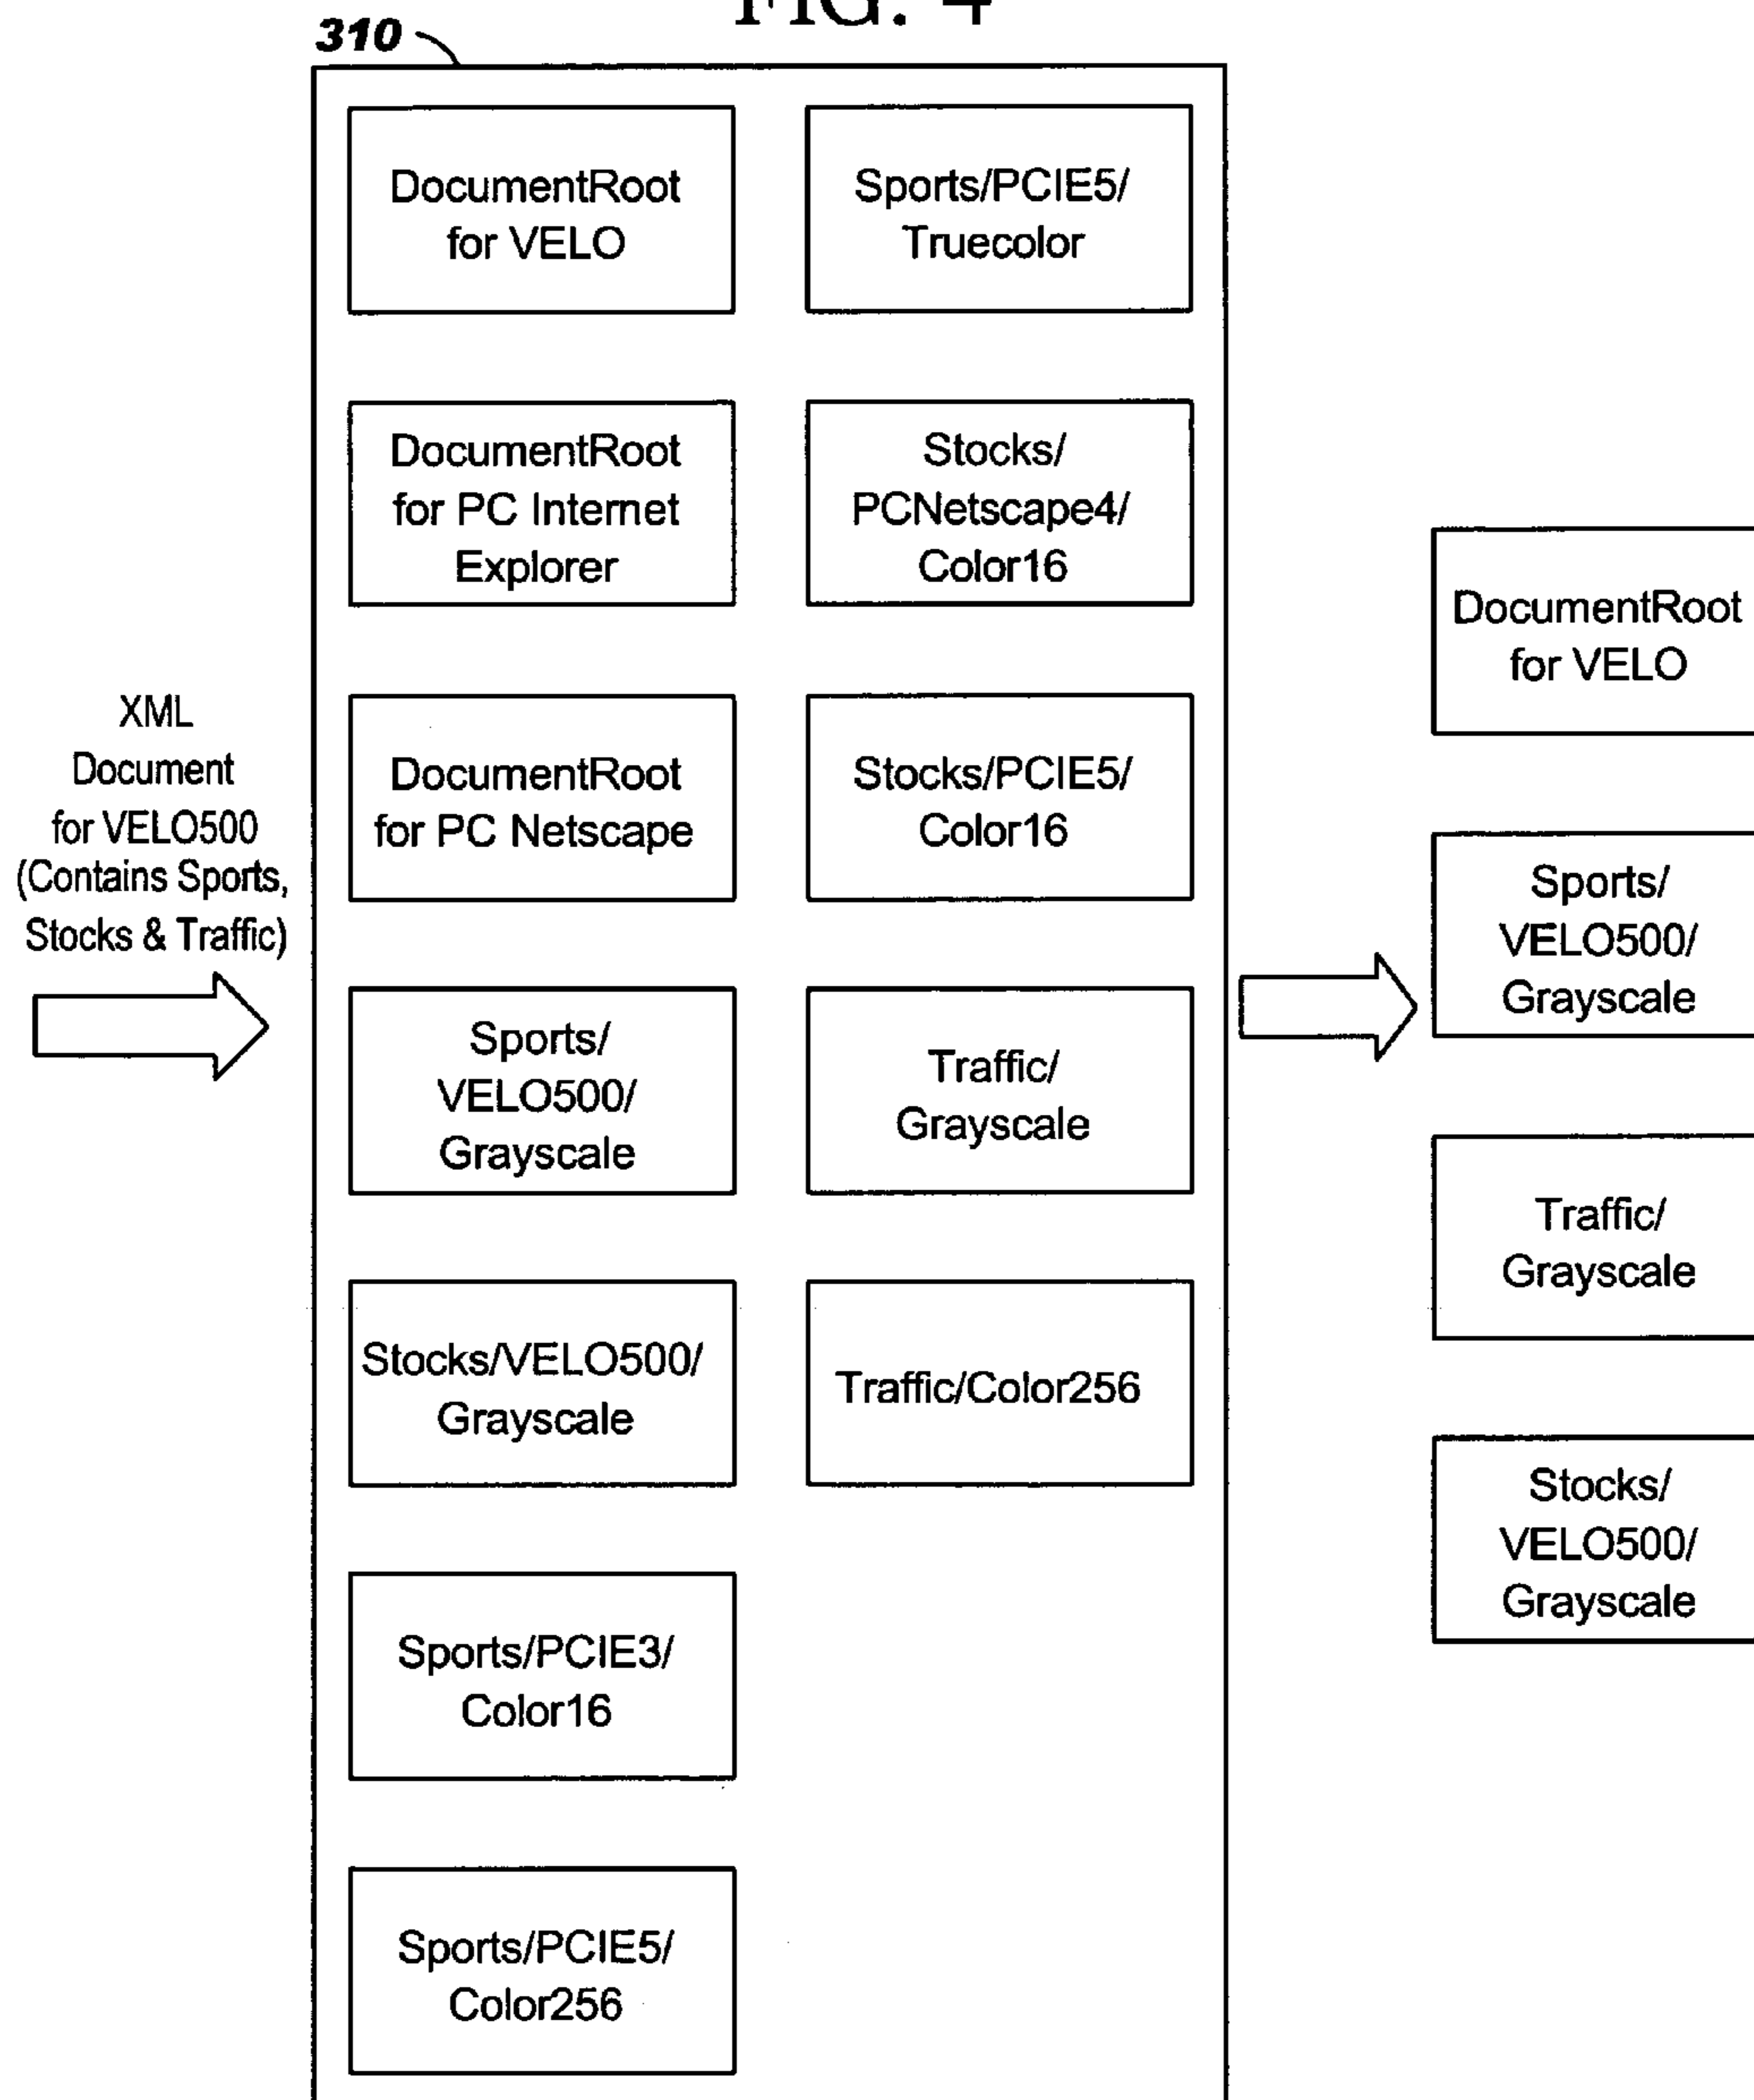 FIG. 4
310
XML
Document
for VELO500
(Contains Sports,
Stocks & Traffic)
DocumentRoot
for VELO
DocumentRoot
for PC Internet
Explorer
DocumentRoot
for PC Netscape
Sports/
VELO500/
Grayscale
Stocks/VELO500/
Grayscale
Sports/PCIE3/
Color16
Sports/PCIE5/
Color256
Sports/PCIE5/
Truecolor
Stocks/
PCNetscape4/
Color16
Stocks/PCIE5/
Color16
Traffic/
Grayscale
Traffic/Color256
DocumentRoot
for VELO
Sports/
VELO500/
Grayscale
Traffic/
Grayscale
Stocks/
VELO500/
Grayscale